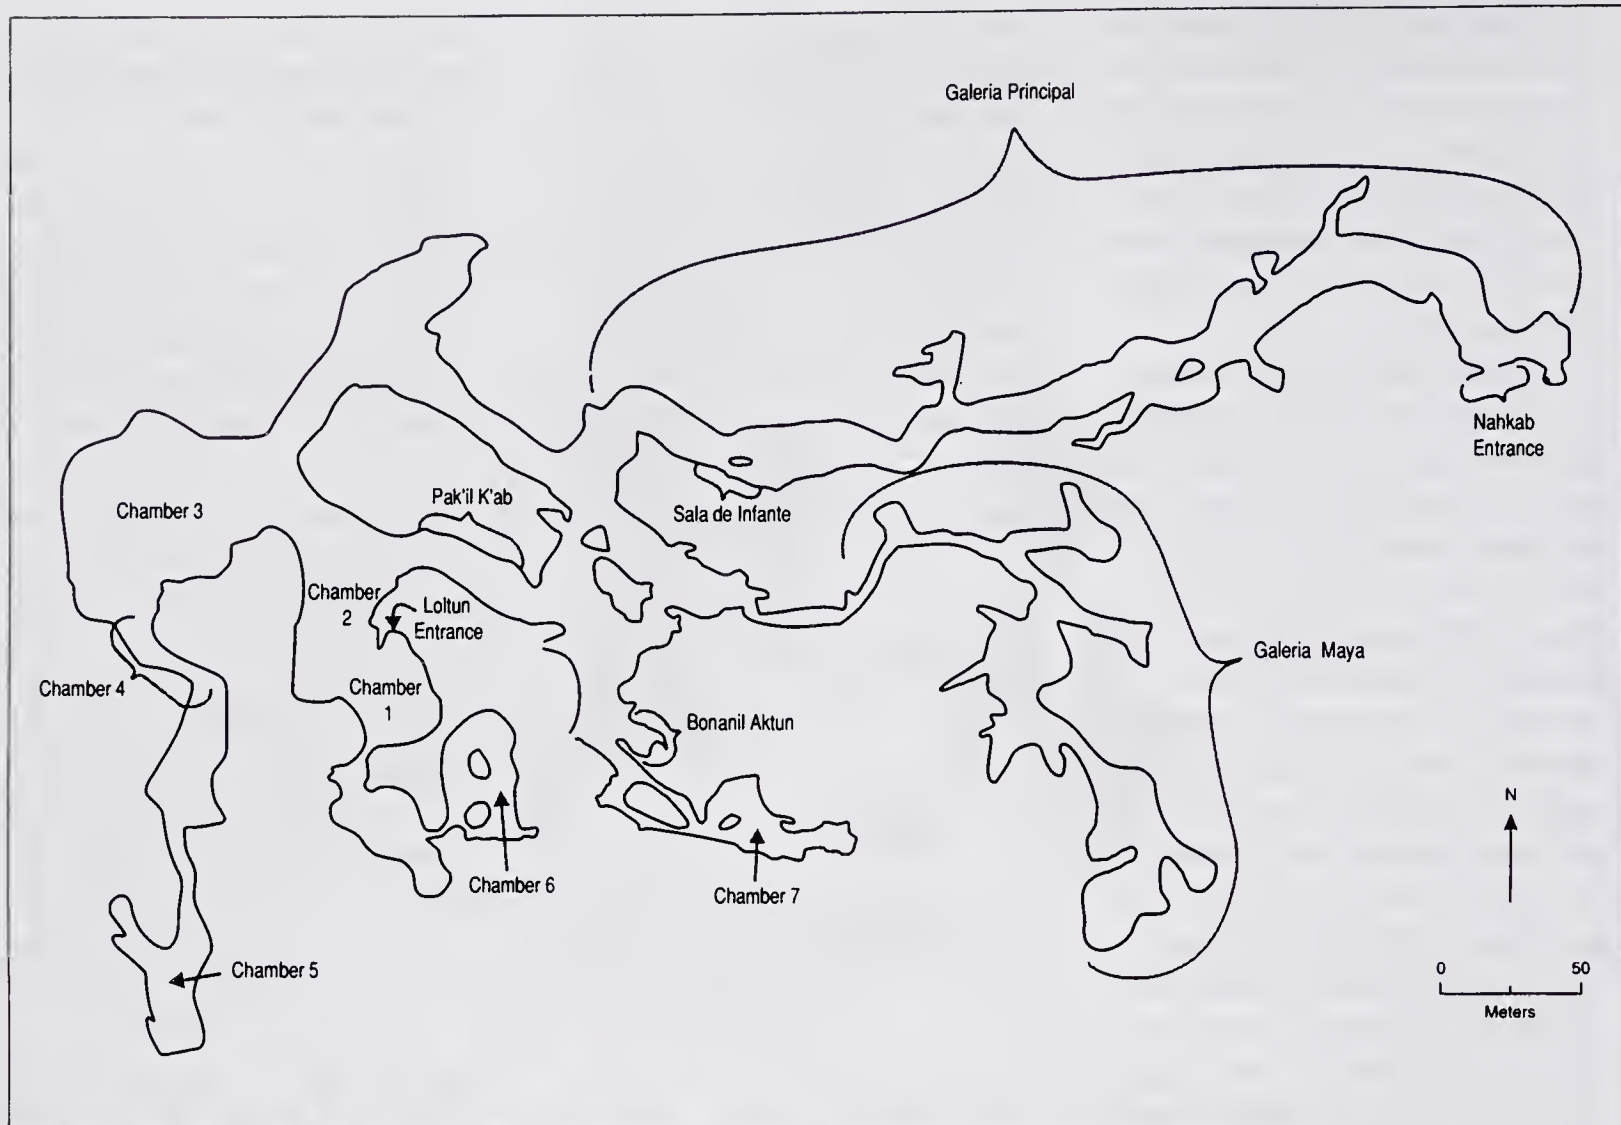 Galeria Principal
Nahkab
Entrance
Chamber 3
Pak'il K'ab
Sala de Infante
Chamber
2
Loltun
Entrance
Galeria Maya
Chamber 4
Chamber
1
Bonanil Aktun
N
Chamber 6
Chamber 7
Chamber 5
0 50
Meters